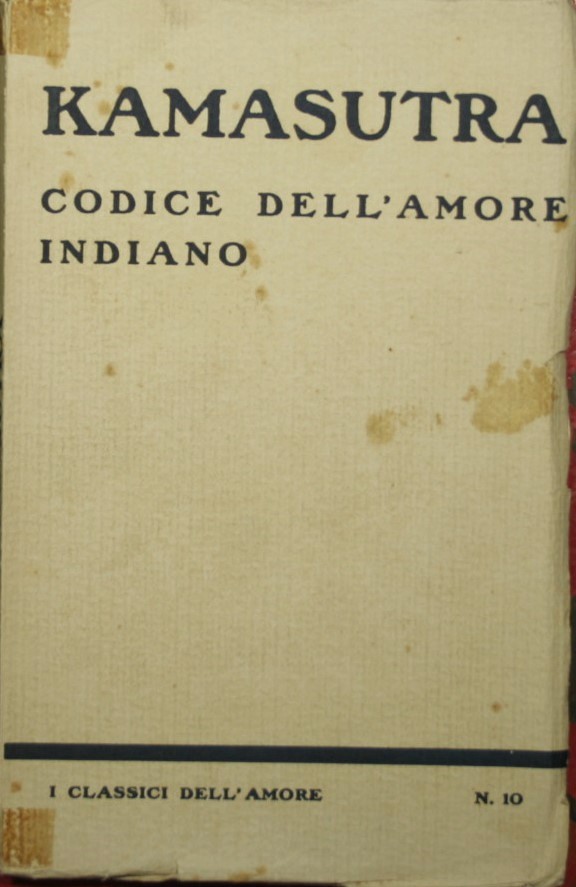 KAMASUTRA
CODICE DELL'AMORE
INDIANO
I CLASSICI DELL'AMORE
N. 10